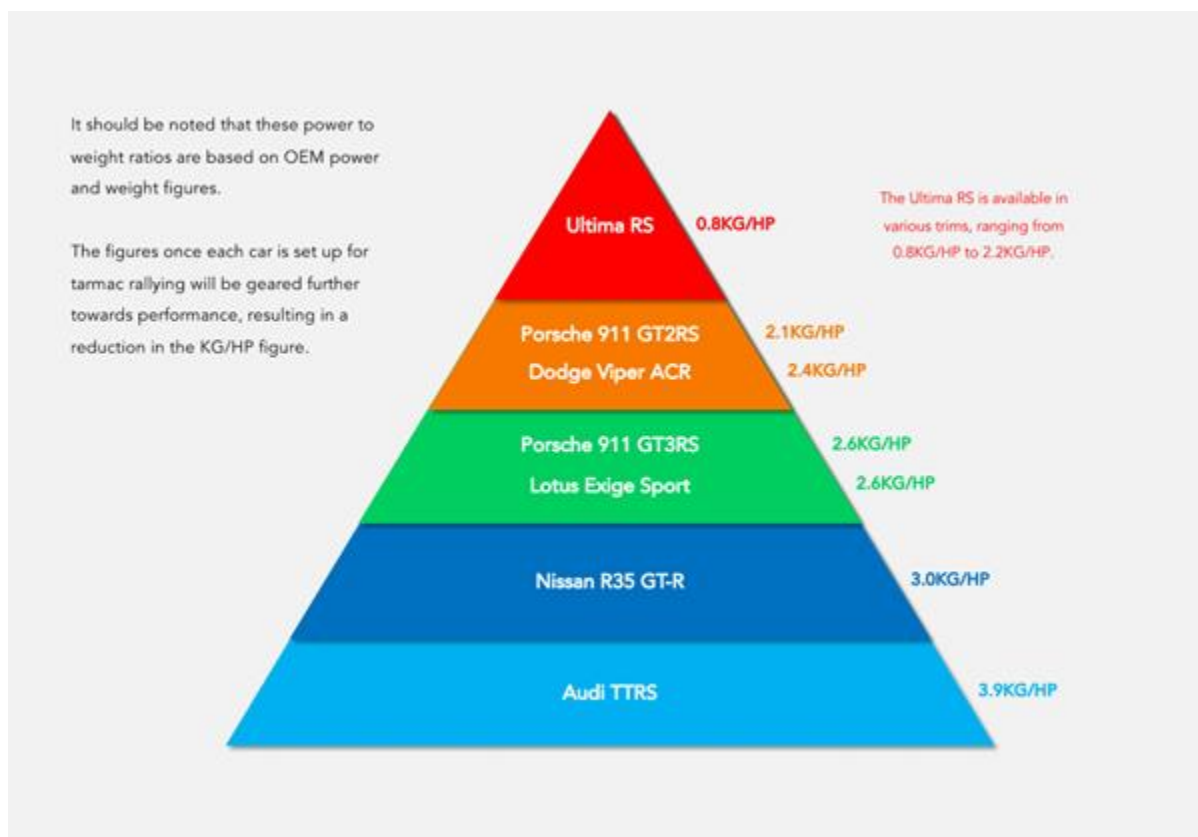 It should be noted that these power to
weight ratios are based on OEM power
and weight figures.
The figures once each car is set up for
tarmac rallying will be geared further
towards performance, resulting in a
reduction in the KG/HP figure.
The Ultima RS is available in
various trims, ranging from
0.8KG/HP to 2.2KG/HP.
Ultima RS 0.8KG/HP
Porsche 911 GT2RS 2.1KG/HP
Dodge Viper ACR 2.4KG/HP
Porsche 911 GT3RS 2.6KG/HP
Lotus Exige Sport 2.6KG/HP
Nissan R35 GT-R 3.0KG/HP
Audi TTRS 3.9KG/HP